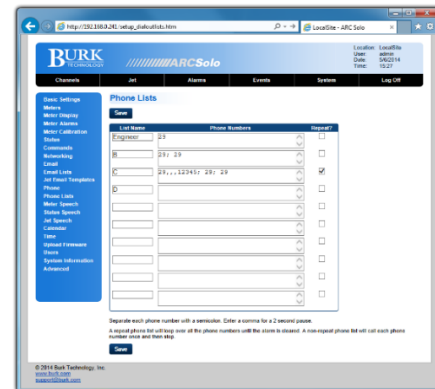 http://192.168.0.241/setup_dialoutlists.htm
LocalSite - ARC Solo
BURK
TECHNOLOGY
ARCSolo
Location: LocalSite
User: admin
Date: 5/6/2014
Time: 15:27
Channels Jet Alarms Events System Log Off
Basic Settings
Meters
Meter Display
Meter Alarms
Meter Calibration
Status
Commands
Networking
Email
Email Lists
Jet Email Templates
Phone
Phone Lists
Meter Speech
Status Speech
Jet Speech
Calendar
Time
Upload Firmware
Users
System Information
Advanced
Phone Lists
Save
List Name Phone Numbers Repeat?
Engineer 29
B 29; 29
C 29,,,12345; 29; 29
D
Separate each phone number with a semicolon. Enter a comma for a 2 second pause.
A repeat phone list will loop over all the phone numbers until the alarm is cleared. A non-repeat phone list will call each phone
number once and then stop.
Save
© 2014 Burk Technology, Inc.
www.burk.com
support@burk.com